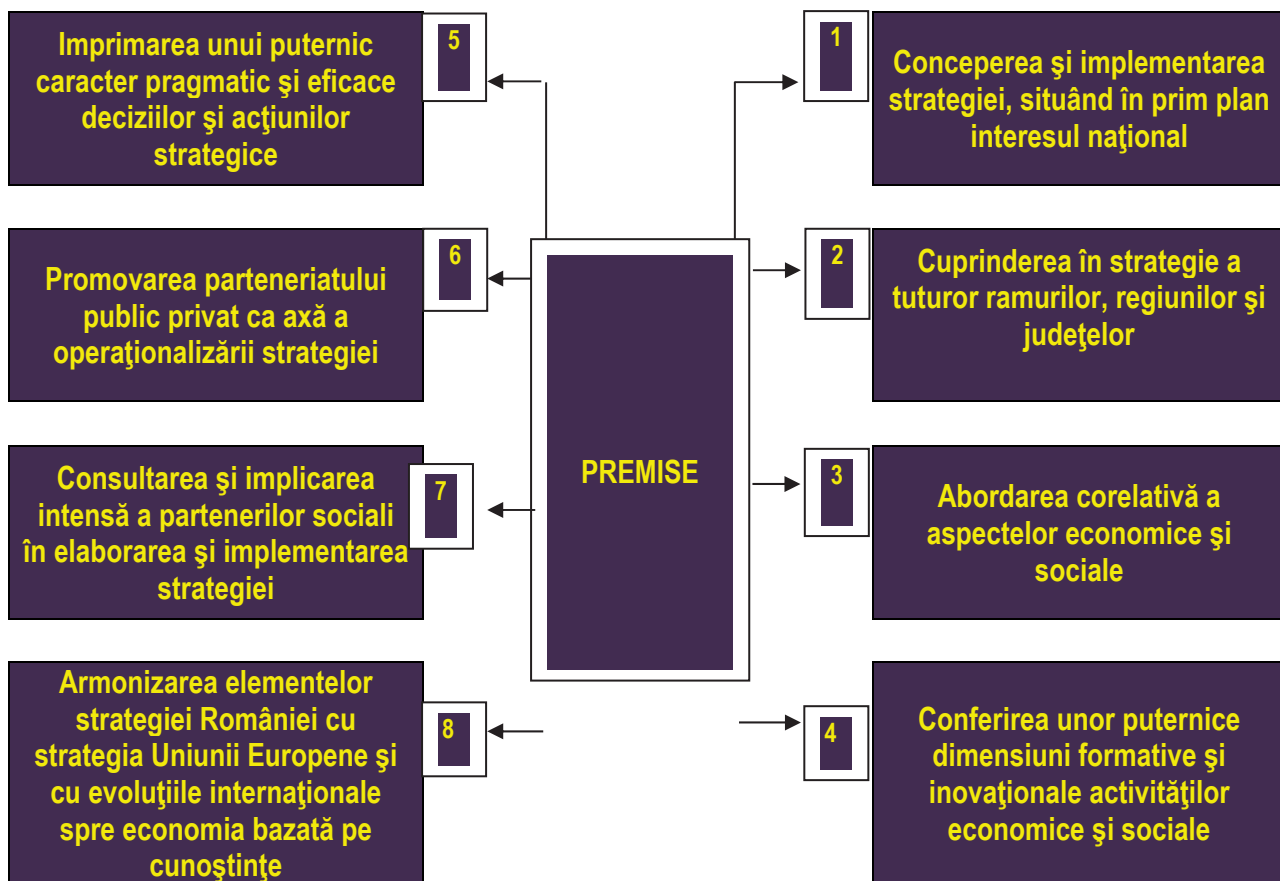 5
Imprimarea unui puternic
caracter pragmatic şi eficace
deciziilor şi acţiunilor
strategice
1
Conceperea şi implementarea
strategiei, situând în prim plan
interesul naţional
6
Promovarea parteneriatului
public privat ca axă a
operaţionalizării strategiei
2
Cuprinderea în strategie a
tuturor ramurilor, regiunilor şi
judeţelor
PREMISE
7
Consultarea şi implicarea
intensă a partenerilor sociali
în elaborarea şi implementarea
strategiei
3
Abordarea corelativă a
aspectelor economice şi
sociale
8
Armonizarea elementelor
strategiei României cu
strategia Uniunii Europene şi
cu evoluţiile internaţionale
spre economia bazată pe
cunoştinţe
4
Conferirea unor puternice
dimensiuni formative şi
inovaţionale activităţilor
economice şi sociale